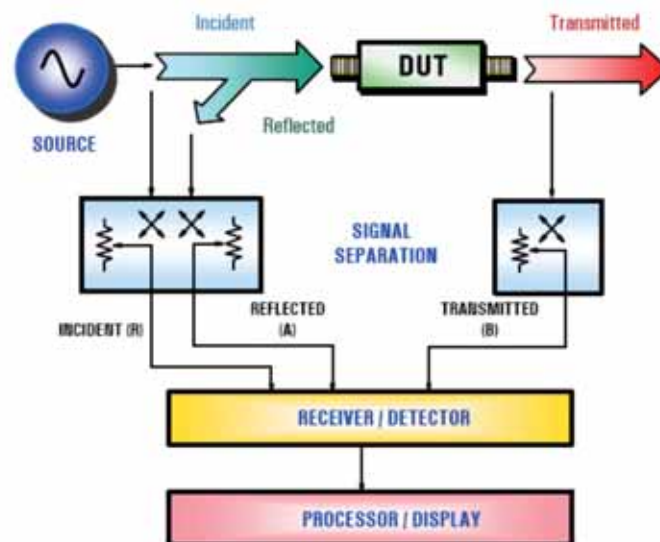 Incident
Transmitted
DUT
SOURCE
Reflected
SIGNAL
SEPARATION
INCIDENT (R)
REFLECTED
(A)
TRANSMITTED
(B)
RECEIVER / DETECTOR
PROCESSOR / DISPLAY